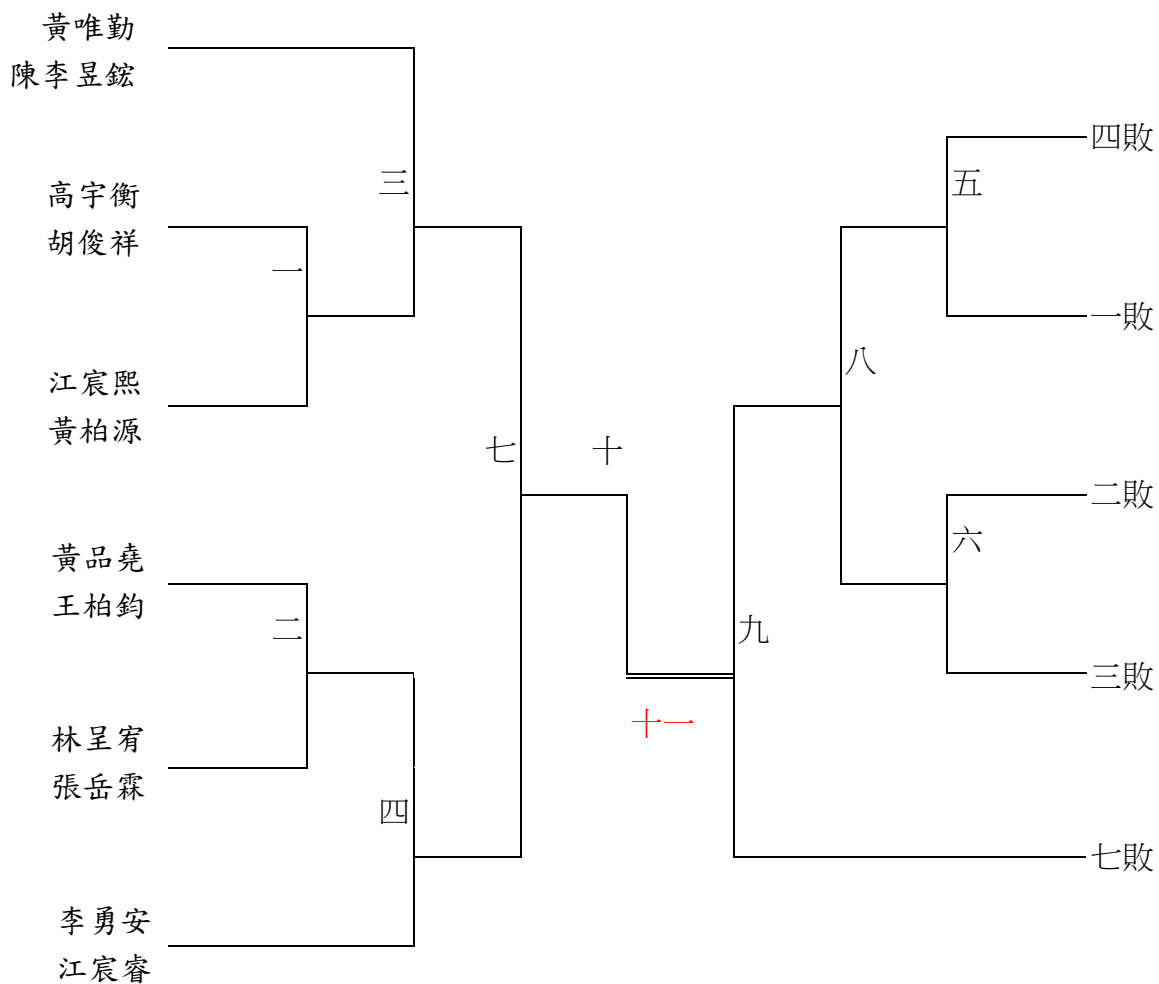 黃唯勤
陳李昱鋐
高宇衡
胡俊祥
江宸熙
黃柏源
黃品堯
王柏鈞
林呈宥
張岳霖
李勇安
江宸睿
一
二
三
四
七
十
十一
九
八
五
六
四敗
一敗
二敗
三敗
七敗